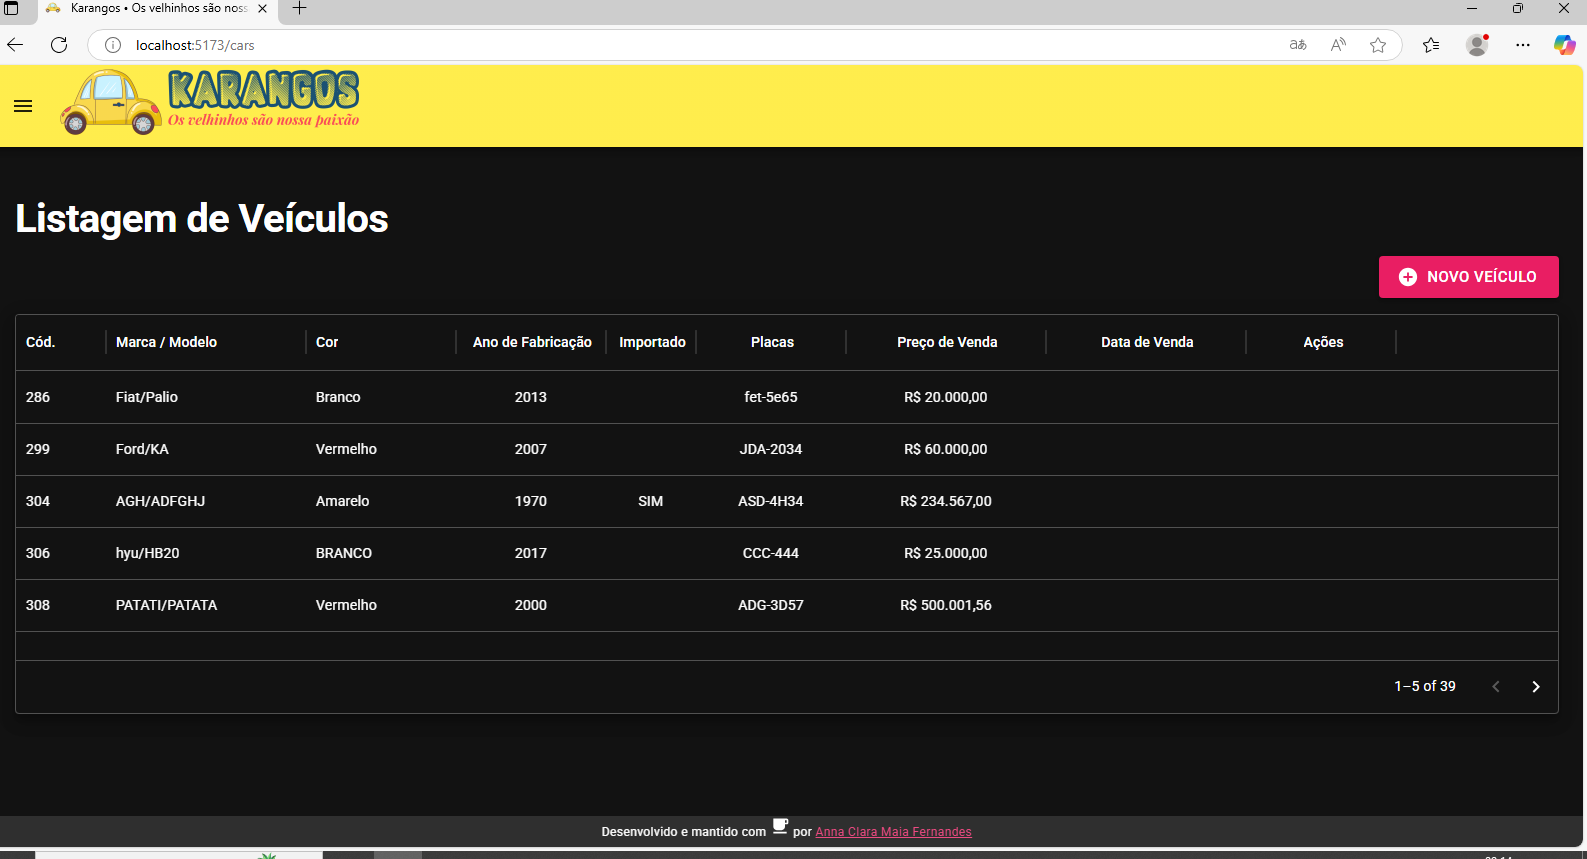 Karangos • Os velhinhos são noss
localhost:5173/cars
KARANGOS
Os velhinhos são nossa paixão
Listagem de Veículos
NOVO VEÍCULO
Cód. Marca / Modelo Cor Ano de Fabricação Importado Placas Preço de Venda Data de Venda Ações
286 Fiat/Palio Branco 2013 fet-5e65 R$ 20.000,00
299 Ford/KA Vermelho 2007 JDA-2034 R$ 60.000,00
304 AGH/ADFGHJ Amarelo 1970 SIM ASD-4H34 R$ 234.567,00
306 hyu/HB20 BRANCO 2017 CCC-444 R$ 25.000,00
308 PATATI/PATATA Vermelho 2000 ADG-3D57 R$ 500.001,56
1–5 of 39
Desenvolvido e mantido com por Anna Clara Maia Fernandes